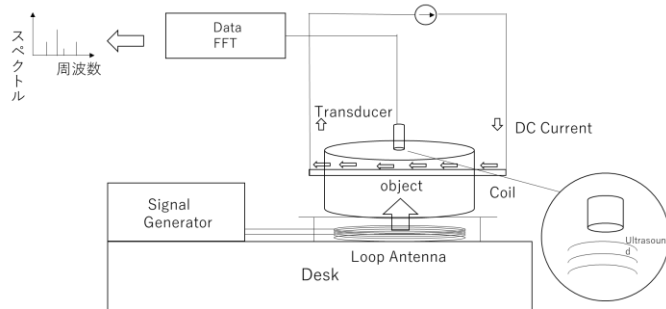 スペクトル
周波数
Data
FFT
Transducer
DC Current
object
Coil
Signal
Generator
Loop Antenna
Desk
Ultrasoun
d